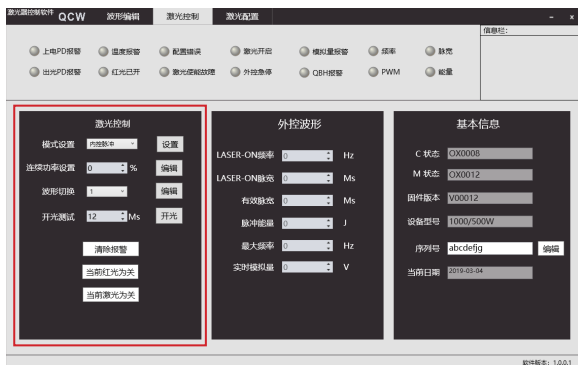 激光器控制软件 QCW 波形编辑 激光控制 激光配置
信息栏:
上电PD报警 温度报警 配置错误 激光开启 模拟量报警 频率 脉宽
出光PD报警 红光已开 激光使能故障 外控急停 QBH报警 PWM 能量
激光控制
模式设置 内控脉冲 设置
连续功率设置 0 % 编辑
波形切换 1 编辑
开光测试 12 Ms 开光
清除报警
当前红光为关
当前激光为关
外控波形
LASER-ON频率 0 Hz
LASER-ON脉宽 0 Ms
有效脉宽 0 Ms
脉冲能量 0 J
最大频率 0 Hz
实时模拟量 0 V
基本信息
C 状态 OX0008
M 状态 OX0012
固件版本 V00012
设备型号 1000/500W
序列号 abcdefjg 编辑
当前日期 2019-03-04
软件版本: 1.0.0.1